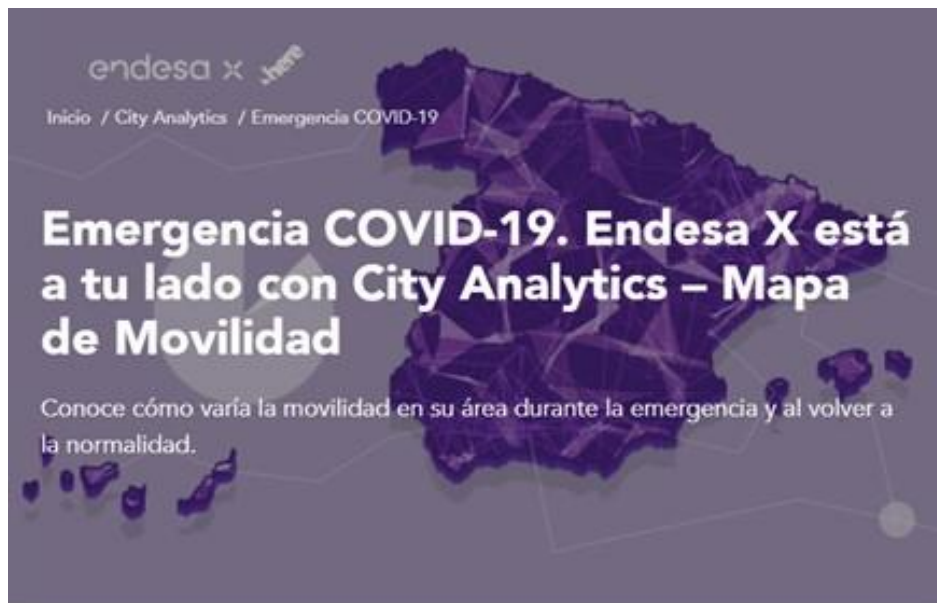 endesa x here
Inicio / City Analytics / Emergencia COVID-19
Emergencia COVID-19. Endesa X está
a tu lado con City Analytics – Mapa
de Movilidad
Conoce cómo varía la movilidad en su área durante la emergencia y al volver a
la normalidad.